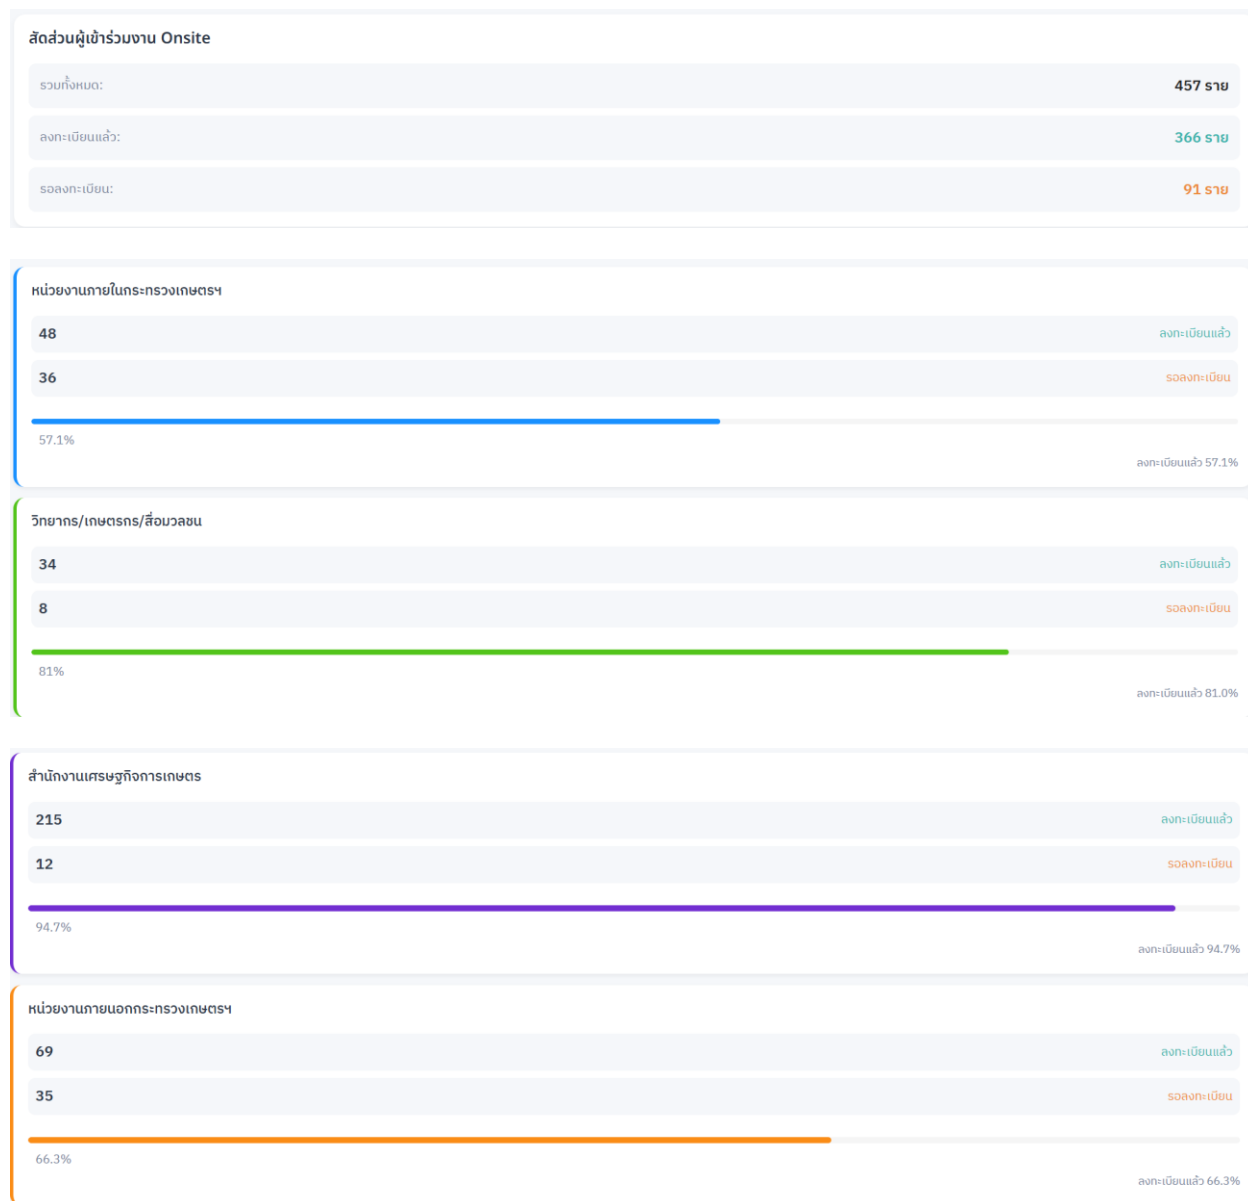 สัดส่วนผู้เข้าร่วมงาน Onsite
รวมทั้งหมด: 457 ราย
ลงทะเบียนแล้ว: 366 ราย
รอลงทะเบียน: 91 ราย
หน่วยงานภายในกระทรวงเกษตรฯ
48 ลงทะเบียนแล้ว
36 รอลงทะเบียน
57.1%
ลงทะเบียนแล้ว 57.1%
วิทยากร/เกษตรกร/สื่อมวลชน
34 ลงทะเบียนแล้ว
8 รอลงทะเบียน
81%
ลงทะเบียนแล้ว 81.0%
สำนักงานเศรษฐกิจการเกษตร
215 ลงทะเบียนแล้ว
12 รอลงทะเบียน
94.7%
ลงทะเบียนแล้ว 94.7%
หน่วยงานภายนอกกระทรวงเกษตรฯ
69 ลงทะเบียนแล้ว
35 รอลงทะเบียน
66.3%
ลงทะเบียนแล้ว 66.3%